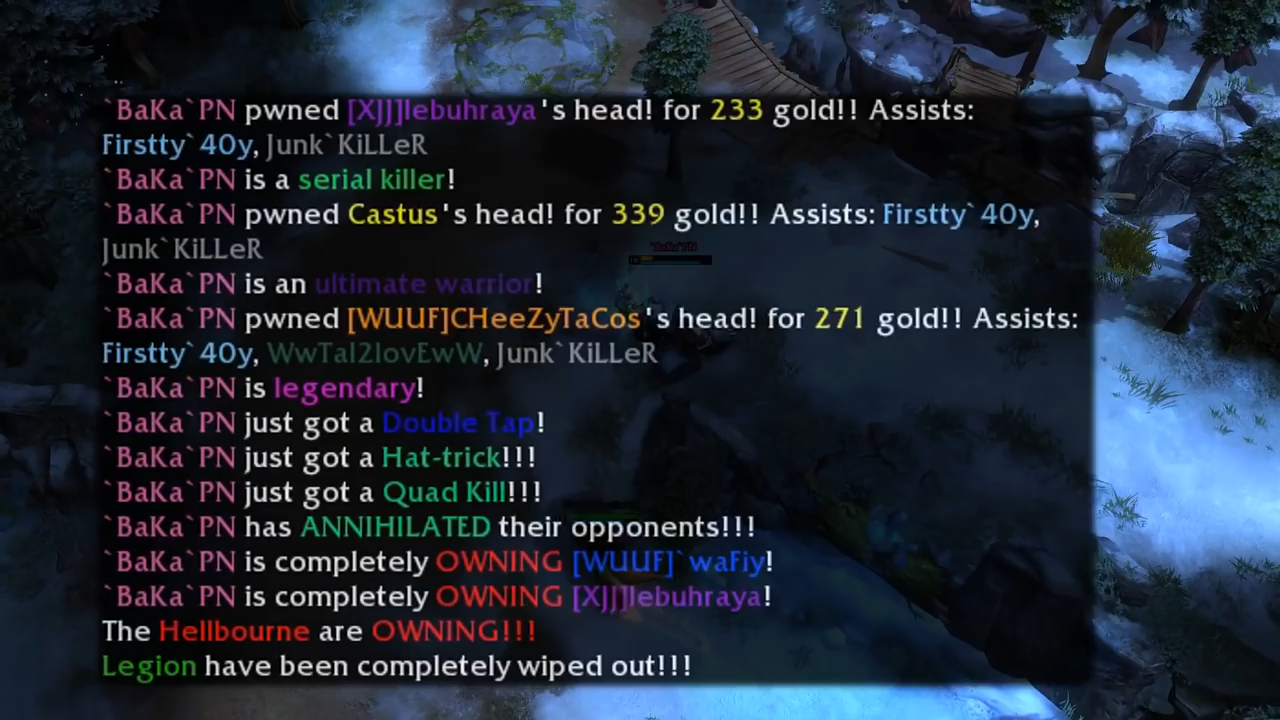 `BaKa`PN pwned [XJJ]lebuhraya's head! for 233 gold!! Assists:
Firstty`40y, Junk`KiLLeR
`BaKa`PN is a serial killer!
`BaKa`PN pwned Castus's head! for 339 gold!! Assists: Firstty`40y,
Junk`KiLLeR
`BaKa`PN is an ultimate warrior!
`BaKa`PN
`BaKa`PN pwned [WUUF]CHeeZyTaCos's head! for 271 gold!! Assists:
Firstty`40y, WwTal2lovEwW, Junk`KiLLeR
`BaKa`PN is legendary!
`BaKa`PN just got a Double Tap!
`BaKa`PN just got a Hat-trick!!!
`BaKa`PN just got a Quad Kill!!!
`BaKa`PN has ANNIHILATED their opponents!!!
`BaKa`PN is completely OWNING [WUUF]`waFiy!
`BaKa`PN is completely OWNING [XJJ]lebuhraya!
The Hellbourne are OWNING!!!
Legion have been completely wiped out!!!